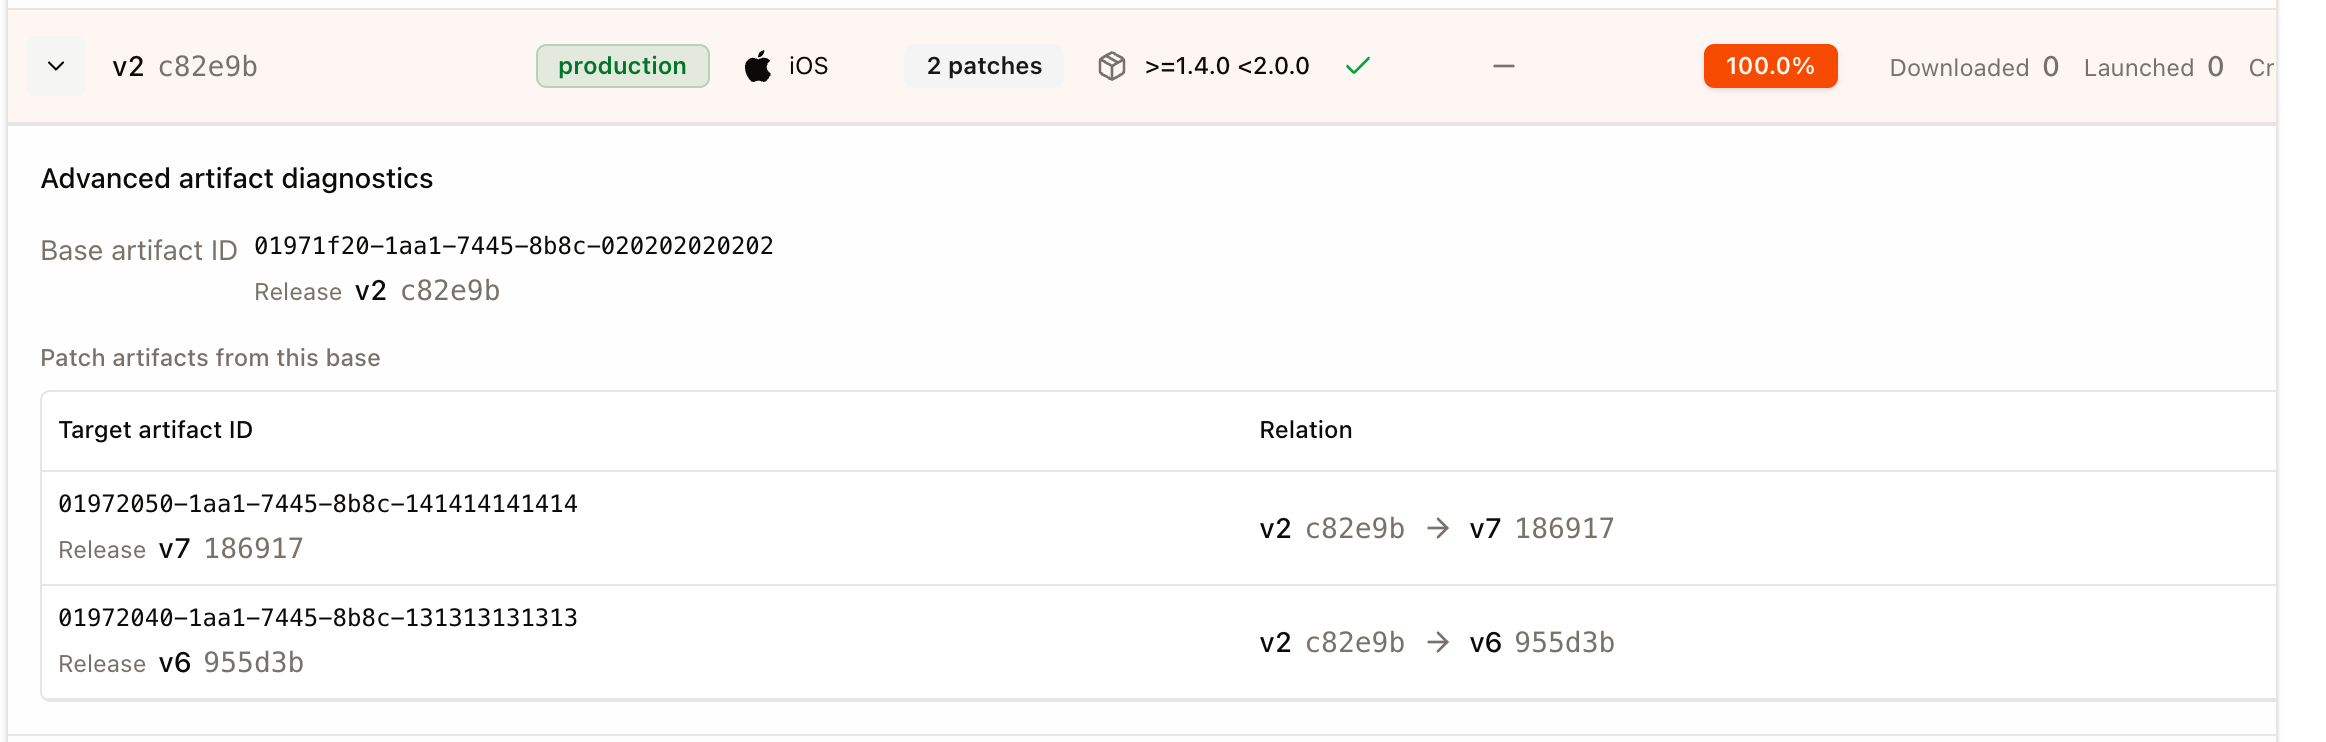 v2 c82e9b production iOS 2 patches >=1.4.0 <2.0.0 — 100.0% Downloaded 0 Launched 0 Cr
Advanced artifact diagnostics
Base artifact ID 01971f20-1aa1-7445-8b8c-020202020202
Release v2 c82e9b
Patch artifacts from this base
Target artifact ID Relation
01972050-1aa1-7445-8b8c-141414141414
Release v7 186917
v2 c82e9b → v7 186917
01972040-1aa1-7445-8b8c-131313131313
Release v6 955d3b
v2 c82e9b → v6 955d3b